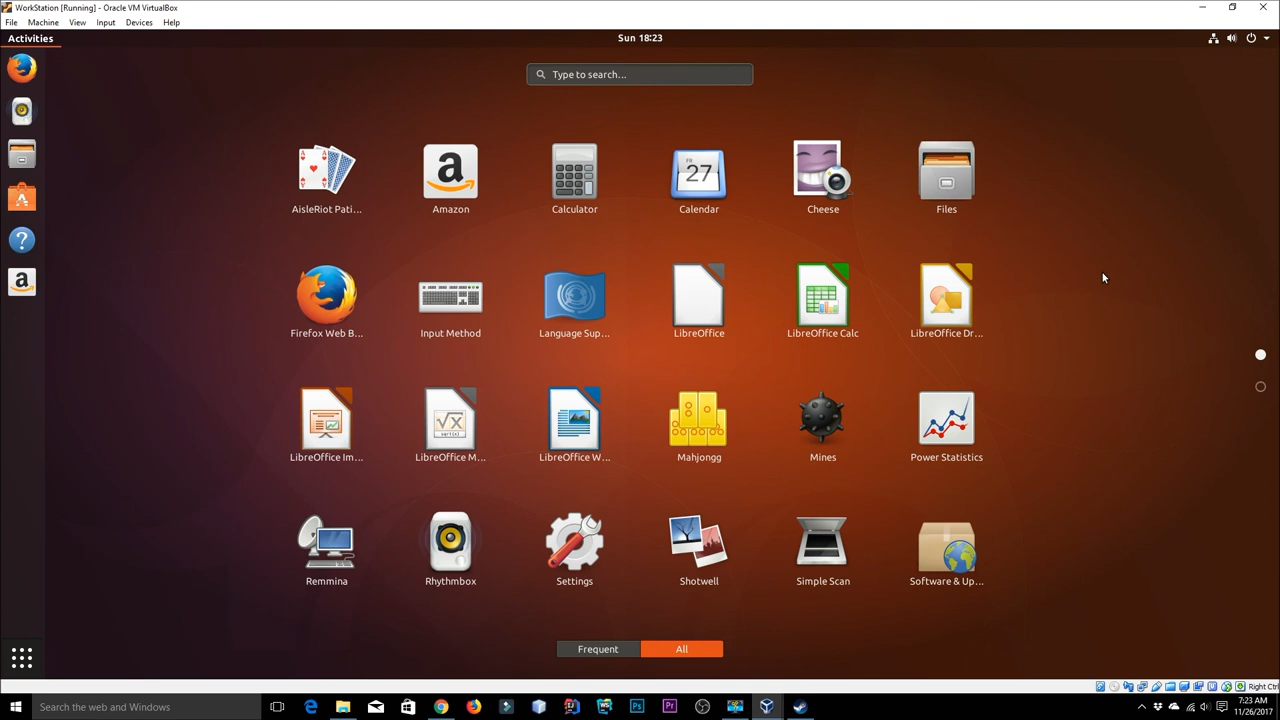 WorkStation [Running] - Oracle VM VirtualBox
File Machine View Input Devices Help
Activities
Sun 18:23
Type to search...
AisleRiot Pati...
Amazon
Calculator
FRI
27
Calendar
Cheese
Files
Firefox Web B...
Input Method
Language Sup...
LibreOffice
LibreOffice Calc
LibreOffice Dr...
LibreOffice Im...
LibreOffice M...
LibreOffice W...
Mahjongg
Mines
Power Statistics
Remmina
Rhythmbox
Settings
Shotwell
Simple Scan
Software & Up...
Frequent
All
Right Ctrl
Search the web and Windows
7:23 AM
11/26/2017